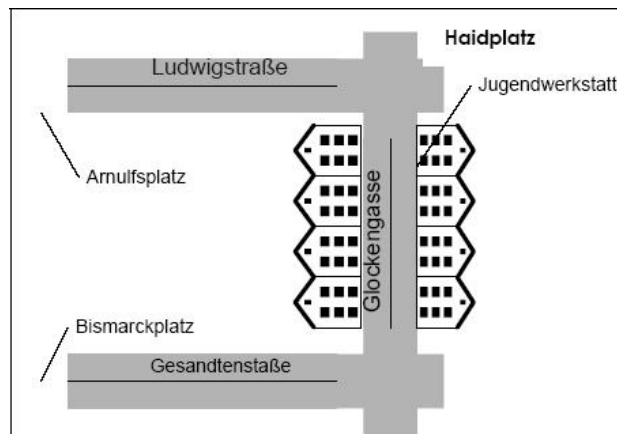 Haidplatz
Ludwigstraße
Jugendwerkstatt
Arnulfsplatz
Glockengasse
Bismarckplatz
Gesandtenstaße